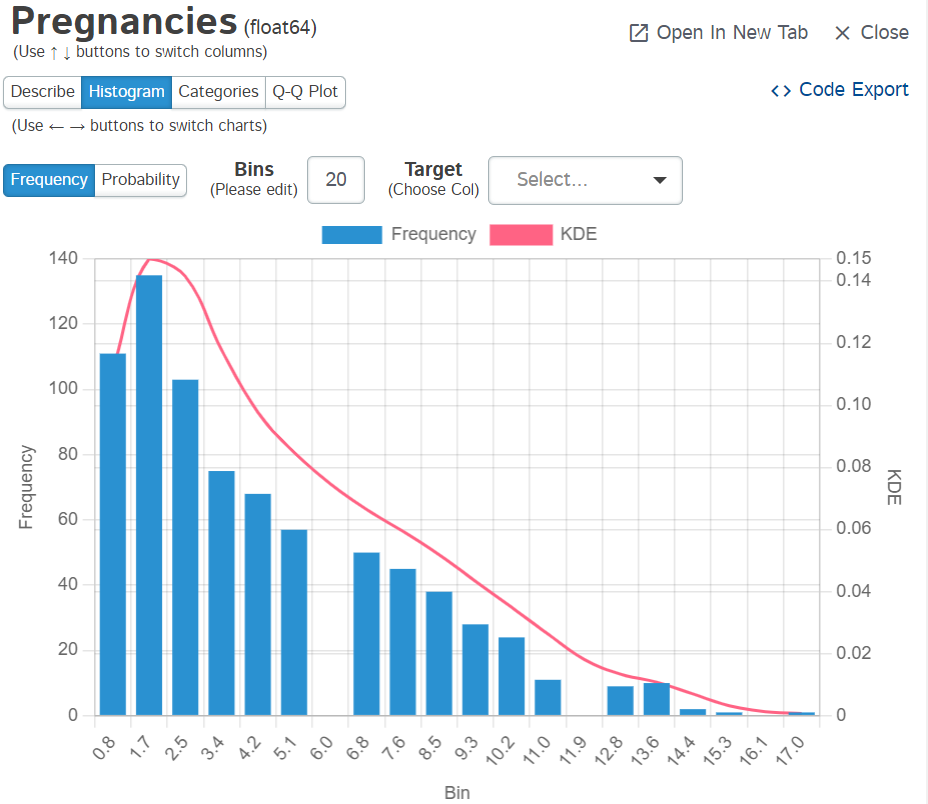 Pregnancies (float64)
Open In New Tab
Close
(Use ↑ ↓ buttons to switch columns)
Describe Histogram Categories Q-Q Plot
<> Code Export
(Use ← → buttons to switch charts)
Frequency Probability
Bins
(Please edit)
20
Target
(Choose Col)
Select...
Frequency KDE
140
120
100
80
60
40
20
0
Frequency
0.15
0.14
0.12
0.10
0.08
0.06
0.04
0.02
0
KDE
0.8 1.7 2.5 3.4 4.2 5.1 6.0 6.8 7.6 8.5 9.3 10.2 11.0 11.9 12.8 13.6 14.4 15.3 16.1 17.0
Bin